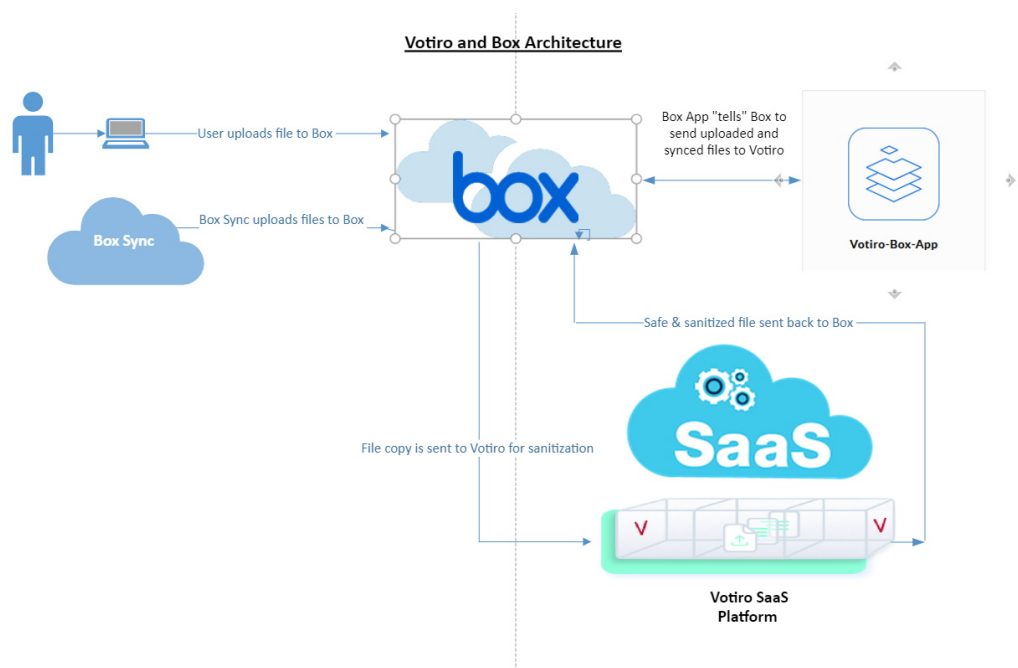 Votiro and Box Architecture
User uploads file to Box
Box App "tells" Box to
send uploaded and
synced files to Votiro
box
Box Sync uploads files to Box
Box Sync
Votiro-Box-App
Safe & sanitized file sent back to Box
SaaS
File copy is sent to Votiro for sanitization
V
V
Votiro SaaS
Platform